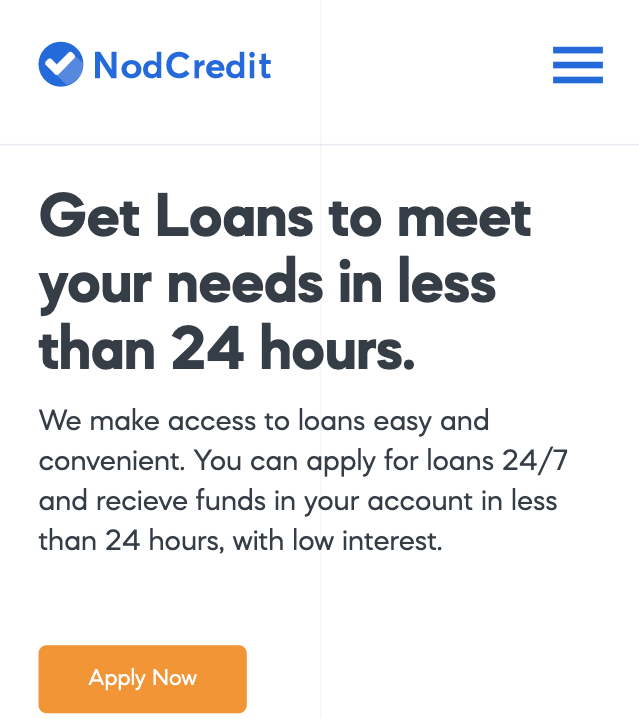 NodCredit
Get Loans to meet
your needs in less
than 24 hours.
We make access to loans easy and
convenient. You can apply for loans 24/7
and recieve funds in your account in less
than 24 hours, with low interest.
Apply Now